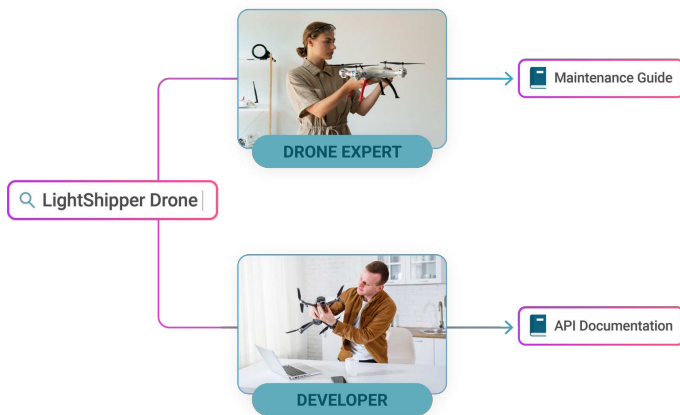 LightShipper Drone
DRONE EXPERT
Maintenance Guide
DEVELOPER
API Documentation